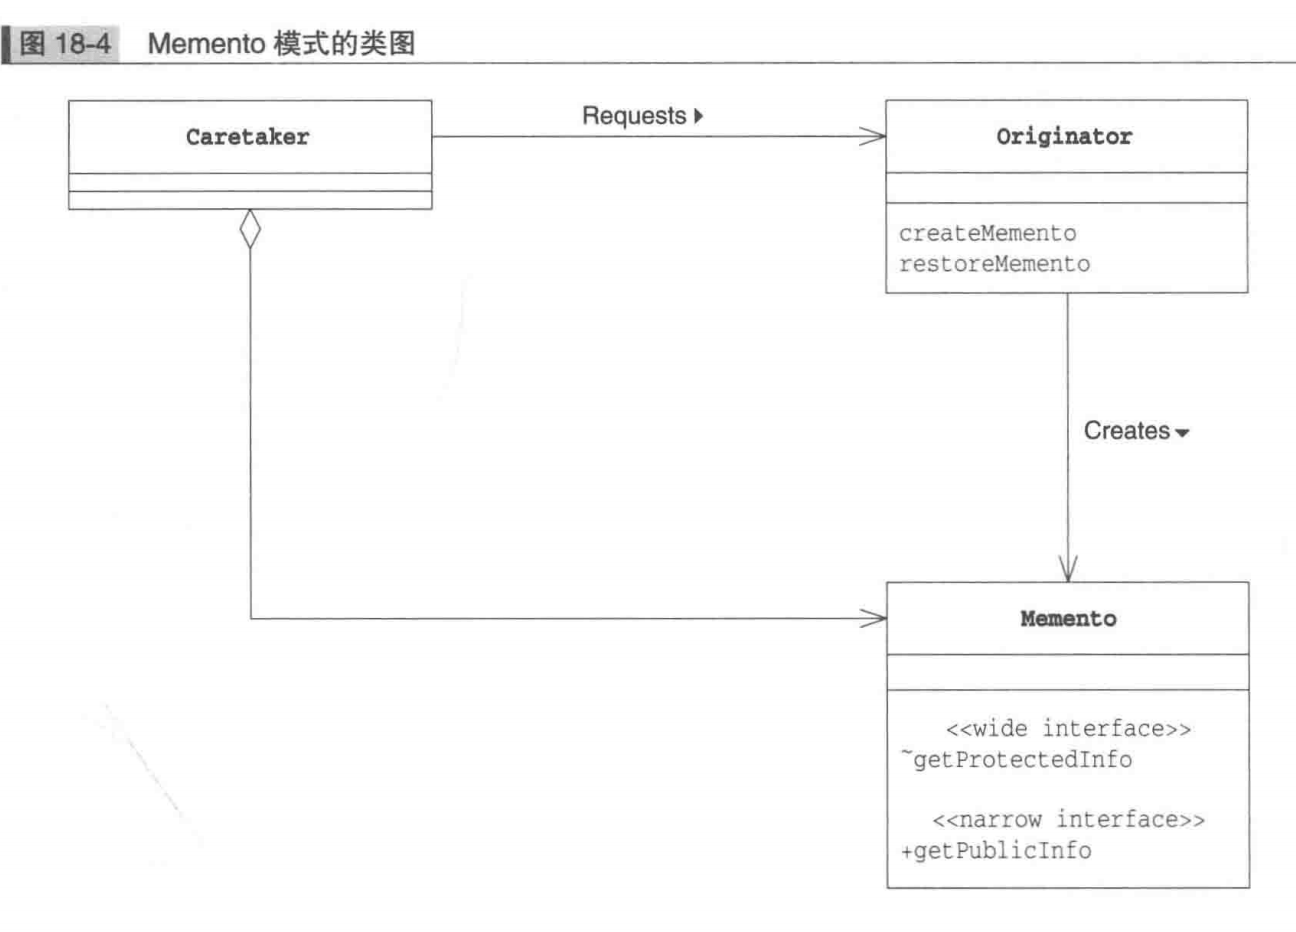 图 18-4 Memento 模式的类图
Caretaker
Requests
Originator
createMemento
restoreMemento
Creates
Memento
<<wide interface>>
~getProtectedInfo
<<narrow interface>>
+getPublicInfo